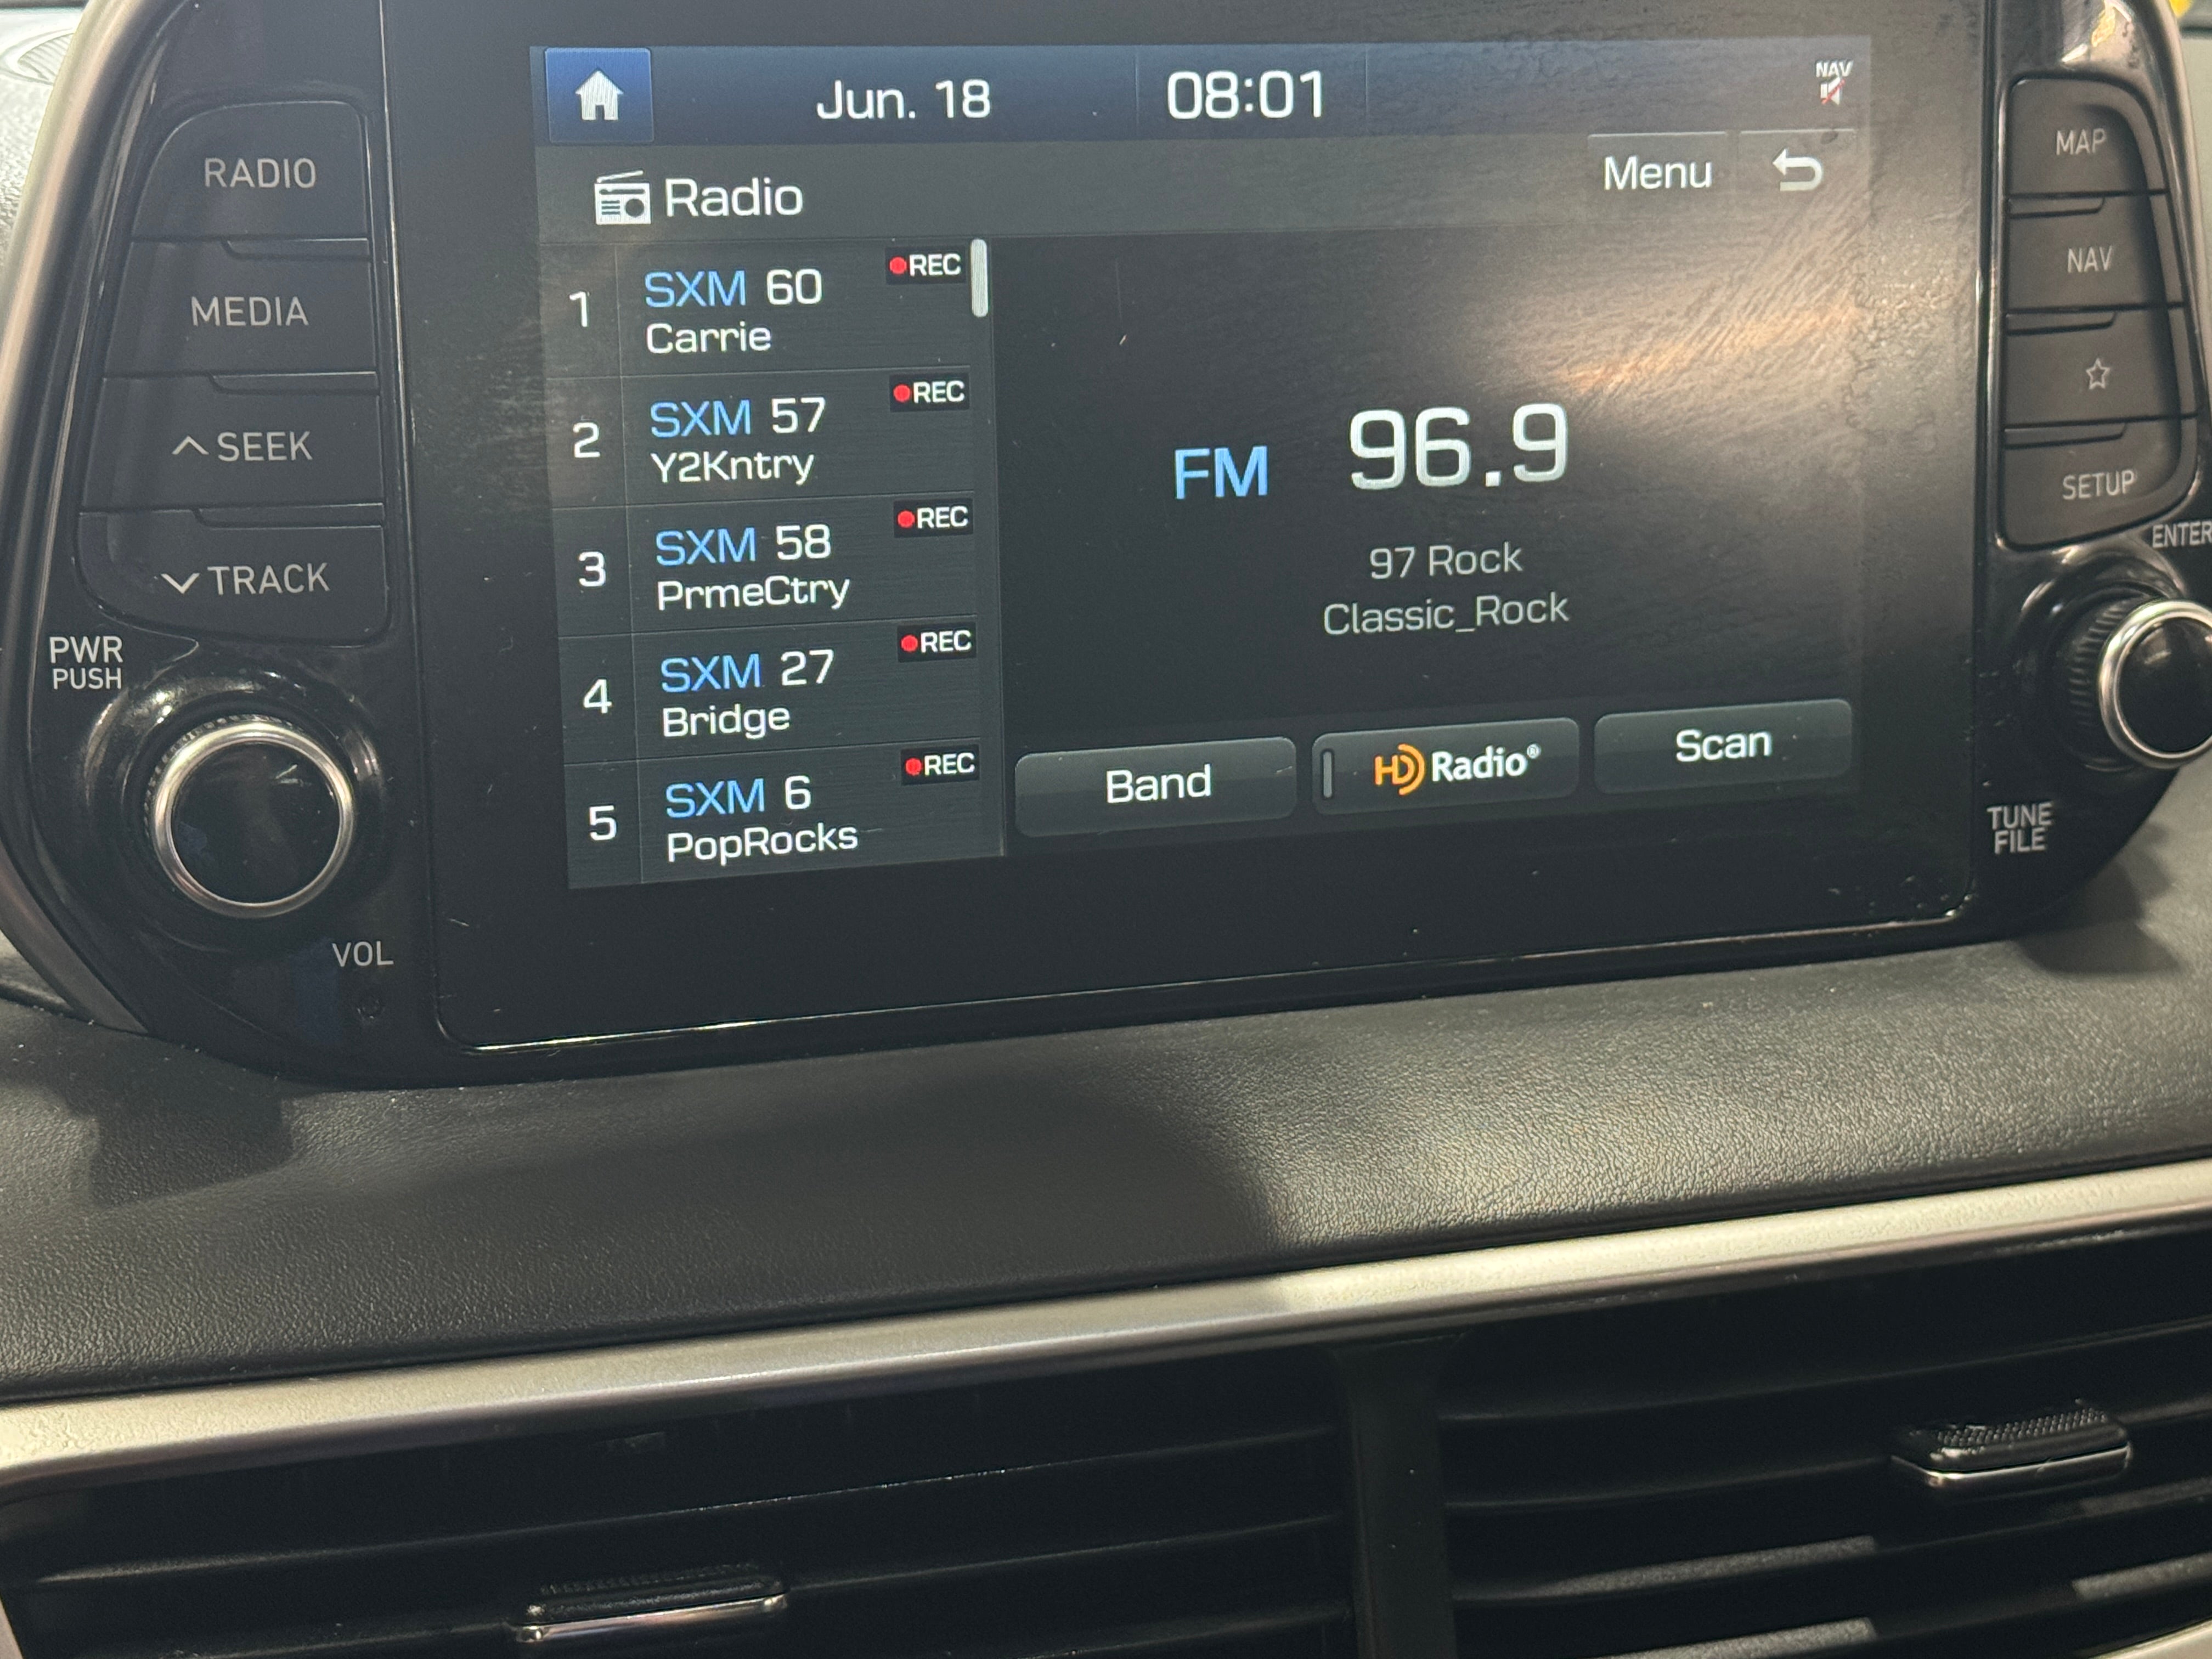 Jun. 18 08:01 NAV
Radio Menu
1 SXM 60 REC
Carrie
2 SXM 57 REC
Y2Kntry
3 SXM 58 REC
PrmeCtry
4 SXM 27 REC
Bridge
5 SXM 6 REC
PopRocks
FM 96.9
97 Rock
Classic_Rock
Band HD Radio® Scan
RADIO
MEDIA
SEEK
TRACK
PWR
PUSH
VOL
MAP
NAV
SETUP
ENTER
TUNE
FILE